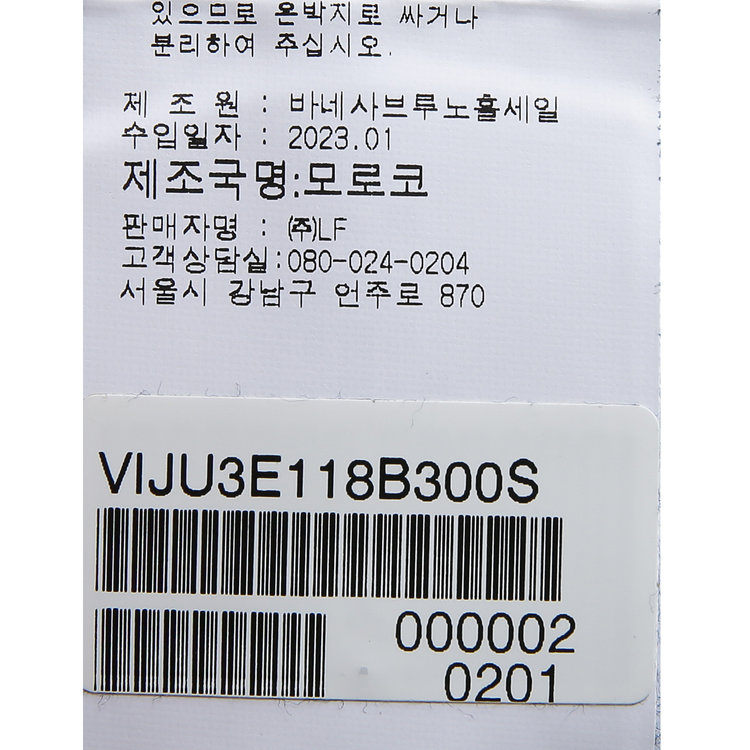 있으므로 은박지로 싸거나
분리하여 주십시오.
제 조 원 : 바네사브루노홀세일
수입일자 : 2023.01
제조국명:모로코
판매자명 : ㈜LF
고객상담실:080-024-0204
서울시 강남구 언주로 870
VIJU3E118B300S
000002
0201